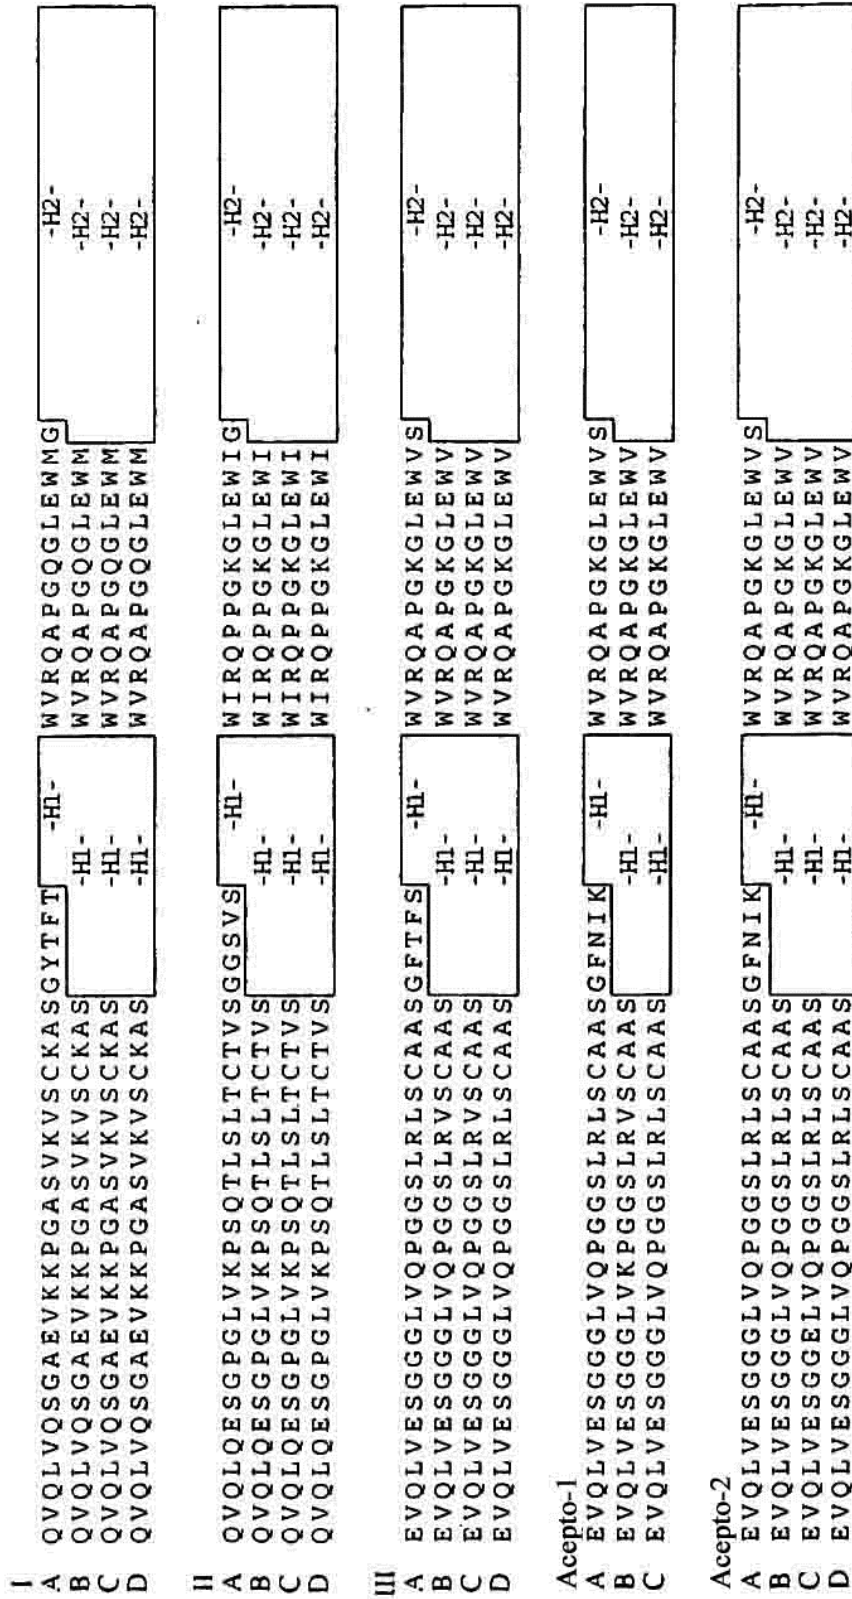 I
A QVQLVQSGAEVKKPGASVKVSCKASGYTFT -H1- WVRQAPGQGLEWMG -H2-
B QVQLVQSGAEVKKPGASVKVSCKAS -H1- WVRQAPGQGLEWM -H2-
C QVQLVQSGAEVKKPGASVKVSCKAS -H1- WVRQAPGQGLEWM -H2-
D QVQLVQSGAEVKKPGASVKVSCKAS -H1- WVRQAPGQGLEWM -H2-
II
A QVQLQESGPGLVKPSQTLSLTCTVSGGSVS -H1- WIRQPPGKGLEWIG -H2-
B QVQLQESGPGLVKPSQTLSLTCTVS -H1- WIRQPPGKGLEWI -H2-
C QVQLQESGPGLVKPSQTLSLTCTVS -H1- WIRQPPGKGLEWI -H2-
D QVQLQESGPGLVKPSQTLSLTCTVS -H1- WIRQPPGKGLEWI -H2-
III
A EVQLVESGGGLVQPGGSLRLSCAASGFTFS -H1- WVRQAPGKGLEWVS -H2-
B EVQLVESGGGLVQPGGSLRVSCAAS -H1- WVRQAPGKGLEWV -H2-
C EVQLVESGGGLVQPGGSLRVSCAAS -H1- WVRQAPGKGLEWV -H2-
D EVQLVESGGGLVQPGGSLRLSCAAS -H1- WVRQAPGKGLEWV -H2-
Acepto-1
A EVQLVESGGGLVQPGGSLRLSCAASGFNIK -H1- WVRQAPGKGLEWVS -H2-
B EVQLVESGGGLVKPGGSLRVSCAAS -H1- WVRQAPGKGLEWV -H2-
C EVQLVESGGGLVQPGGSLRLSCAAS -H1- WVRQAPGKGLEWV -H2-
Acepto-2
A EVQLVESGGGLVQPGGSLRLSCAASGFNIK -H1- WVRQAPGKGLEWVS -H2-
B EVQLVESGGGLVQPGGSLRLSCAAS -H1- WVRQAPGKGLEWV -H2-
C EVQLVESGGELVQPGGSLRLSCAAS -H1- WVRQAPGKGLEWV -H2-
D EVQLVESGGGLVQPGGSLRLSCAAS -H1- WVRQAPGKGLEWV -H2-